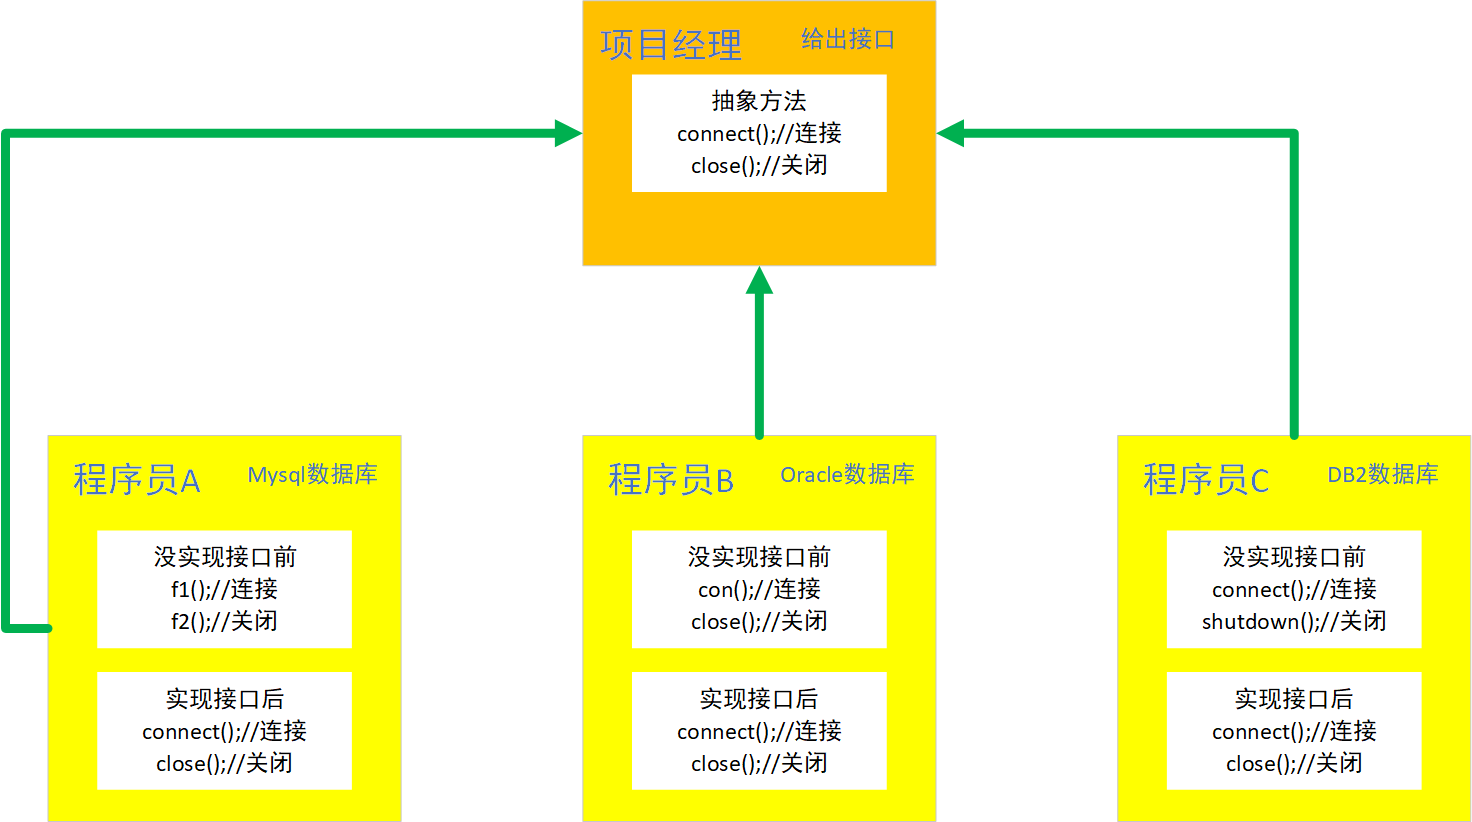 项目经理
给出接口
抽象方法
connect();//连接
close();//关闭
程序员A
Mysql数据库
没实现接口前
f1();//连接
f2();//关闭
实现接口后
connect();//连接
close();//关闭
程序员B
Oracle数据库
没实现接口前
con();//连接
close();//关闭
实现接口后
connect();//连接
close();//关闭
程序员C
DB2数据库
没实现接口前
connect();//连接
shutdown();//关闭
实现接口后
connect();//连接
close();//关闭